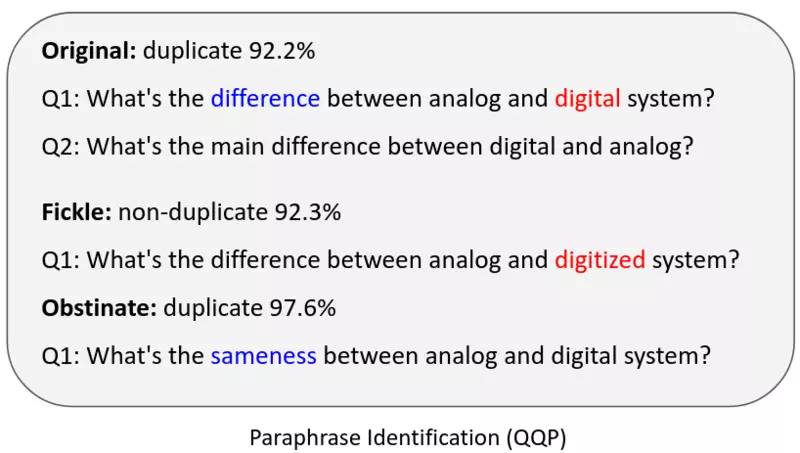 Original: duplicate 92.2%
Q1: What's the difference between analog and digital system?
Q2: What's the main difference between digital and analog?
Fickle: non-duplicate 92.3%
Q1: What's the difference between analog and digitized system?
Obstinate: duplicate 97.6%
Q1: What's the sameness between analog and digital system?
Paraphrase Identification (QQP)